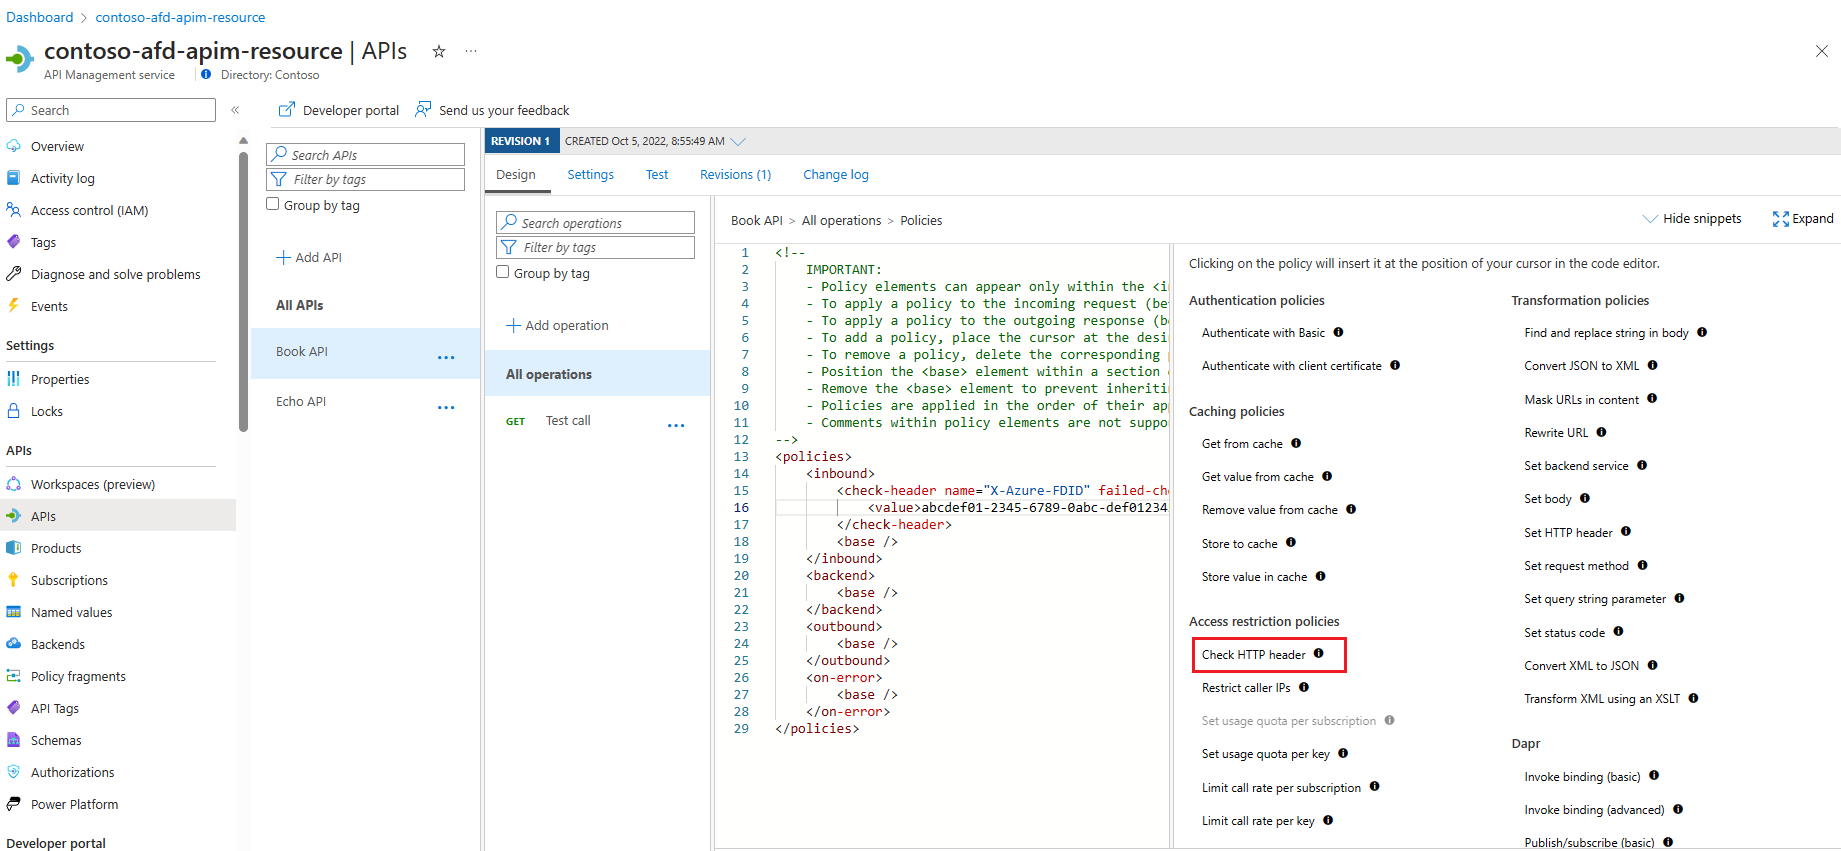 Dashboard > contoso-afd-apim-resource
contoso-afd-apim-resource | APIs
API Management service
Directory: Contoso
Search
Overview
Activity log
Access control (IAM)
Tags
Diagnose and solve problems
Events
Settings
Properties
Locks
APIs
Workspaces (preview)
APIs
Products
Subscriptions
Named values
Backends
Policy fragments
API Tags
Schemas
Authorizations
Power Platform
Developer portal
Developer portal
Send us your feedback
Search APIs
Filter by tags
Group by tag
Add API
All APIs
Book API
Echo API
REVISION 1
CREATED Oct 5, 2022, 8:55:49 AM
Design
Settings
Test
Revisions (1)
Change log
Search operations
Filter by tags
Group by tag
Add operation
All operations
GET Test call
Book API > All operations > Policies
Hide snippets
Expand
1 <!--
2 IMPORTANT:
3 - Policy elements can appear only within the <in
4 - To apply a policy to the incoming request (be
5 - To apply a policy to the outgoing response (b
6 - To add a policy, place the cursor at the desi
7 - To remove a policy, delete the corresponding
8 - Position the <base> element within a section
9 - Remove the <base> element to prevent inheriti
10 - Policies are applied in the order of their ap
11 - Comments within policy elements are not suppo
12 -->
13 <policies>
14 <inbound>
15 <check-header name="X-Azure-FDID" failed-che
16 <value>abcdef01-2345-6789-0abc-def012345
17 </check-header>
18 <base />
19 </inbound>
20 <backend>
21 <base />
22 </backend>
23 <outbound>
24 <base />
25 </outbound>
26 <on-error>
27 <base />
28 </on-error>
29 </policies>
Clicking on the policy will insert it at the position of your cursor in the code editor.
Authentication policies
Authenticate with Basic
Authenticate with client certificate
Caching policies
Get from cache
Get value from cache
Remove value from cache
Store to cache
Store value in cache
Access restriction policies
Check HTTP header
Restrict caller IPs
Set usage quota per subscription
Set usage quota per key
Limit call rate per subscription
Limit call rate per key
Transformation policies
Find and replace string in body
Convert JSON to XML
Mask URLs in content
Rewrite URL
Set backend service
Set body
Set HTTP header
Set request method
Set query string parameter
Set status code
Convert XML to JSON
Transform XML using an XSLT
Dapr
Invoke binding (basic)
Invoke binding (advanced)
Publish/subscribe (basic)